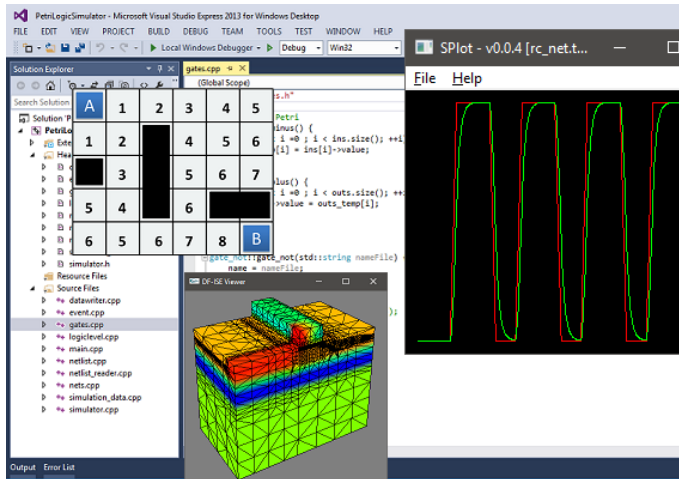 PetriLogicSimulator - Microsoft Visual Studio Express 2013 for Windows Desktop
FILE EDIT VIEW PROJECT BUILD DEBUG TEAM TOOLS TEST WINDOW HELP
Local Windows Debugger Debug Win32
Solution Explorer
Search Solution
Solution 'P
PetriLo
Exte
Hea
simulator.h
Resource Files
Source Files
datawriter.cpp
event.cpp
gates.cpp
logiclevel.cpp
main.cpp
netlist.cpp
netlist_reader.cpp
nets.cpp
simulation_data.cpp
simulator.cpp
Output Error List
gates.cpp
(Global Scope)
s.h"
Petri
inus() {
i =0 ; i < ins.size(); ++i
p[i] = ins[i]->value;
lus() {
i =0 ; i < outs.size(); ++
->value = outs_temp[i];
gate_not::gate_not(std::string nameFile)
name = nameFile;
);
A 1 2 3 4 5
1 2 4 5 6
3 5 6 7
5 4 6
6 5 6 7 8 B
DF-ISE Viewer
SPlot - v0.0.4 [rc_net.t...
File Help